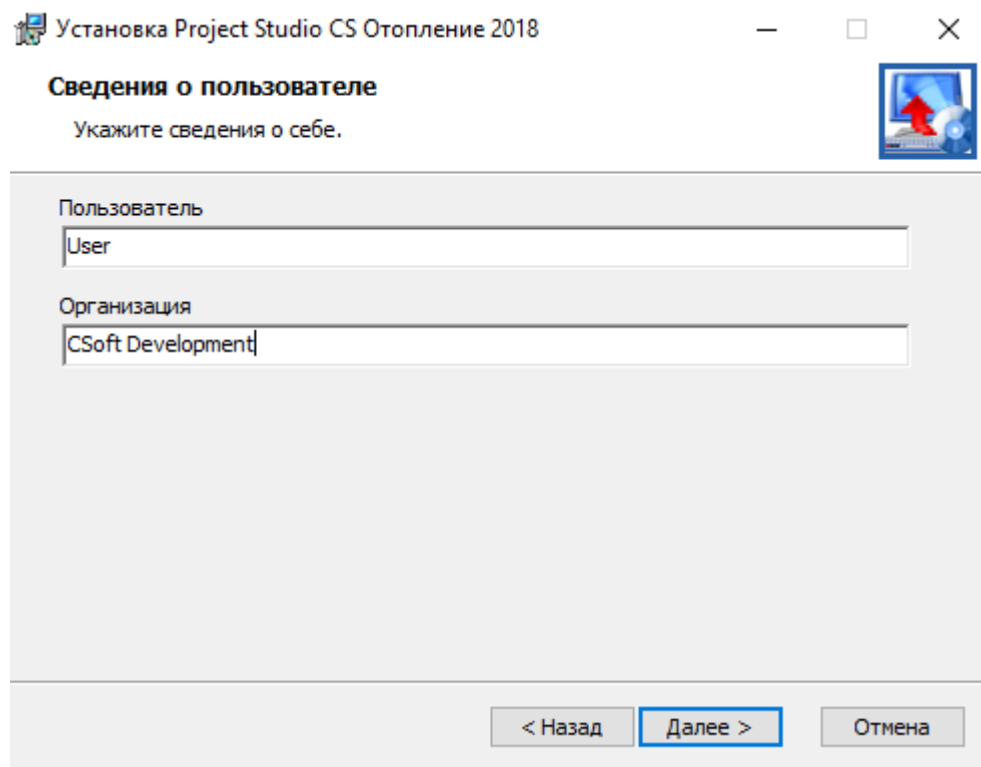 Установка Project Studio CS Отопление 2018
Сведения о пользователе
Укажите сведения о себе.
Пользователь
User
Организация
CSoft Development
< Назад
Далее >
Отмена